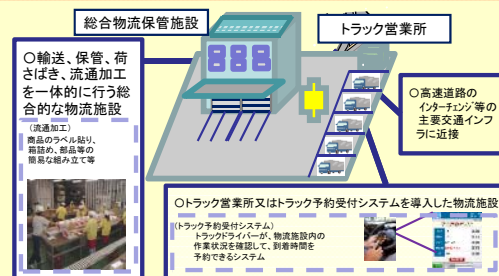 総合物流保管施設
トラック営業所
○輸送、保管、荷
さばき、流通加工
を一体的に行う総
合的な物流施設
（流通加工）
商品のラベル貼り、
箱詰め、部品等の
簡易な組み立て等
888
○高速道路の
インターチェンジ等の
主要交通インフ
ラに近接
○トラック営業所又はトラック予約受付システムを導入した物流施設
（トラック予約受付システム）
トラックドライバーが、物流施設内の
作業状況を確認して、到着時間を
予約できるシステム